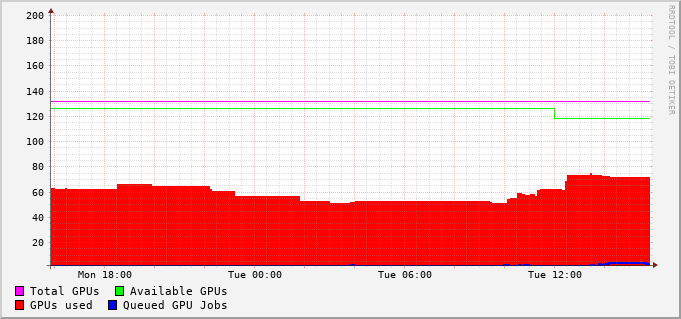 200
180
160
140
120
100
80
60
40
20
Mon 18:00 Tue 00:00 Tue 06:00 Tue 12:00
Total GPUs Available GPUs
GPUs used Queued GPU Jobs
RRDTOOL / TOBI OETIKER